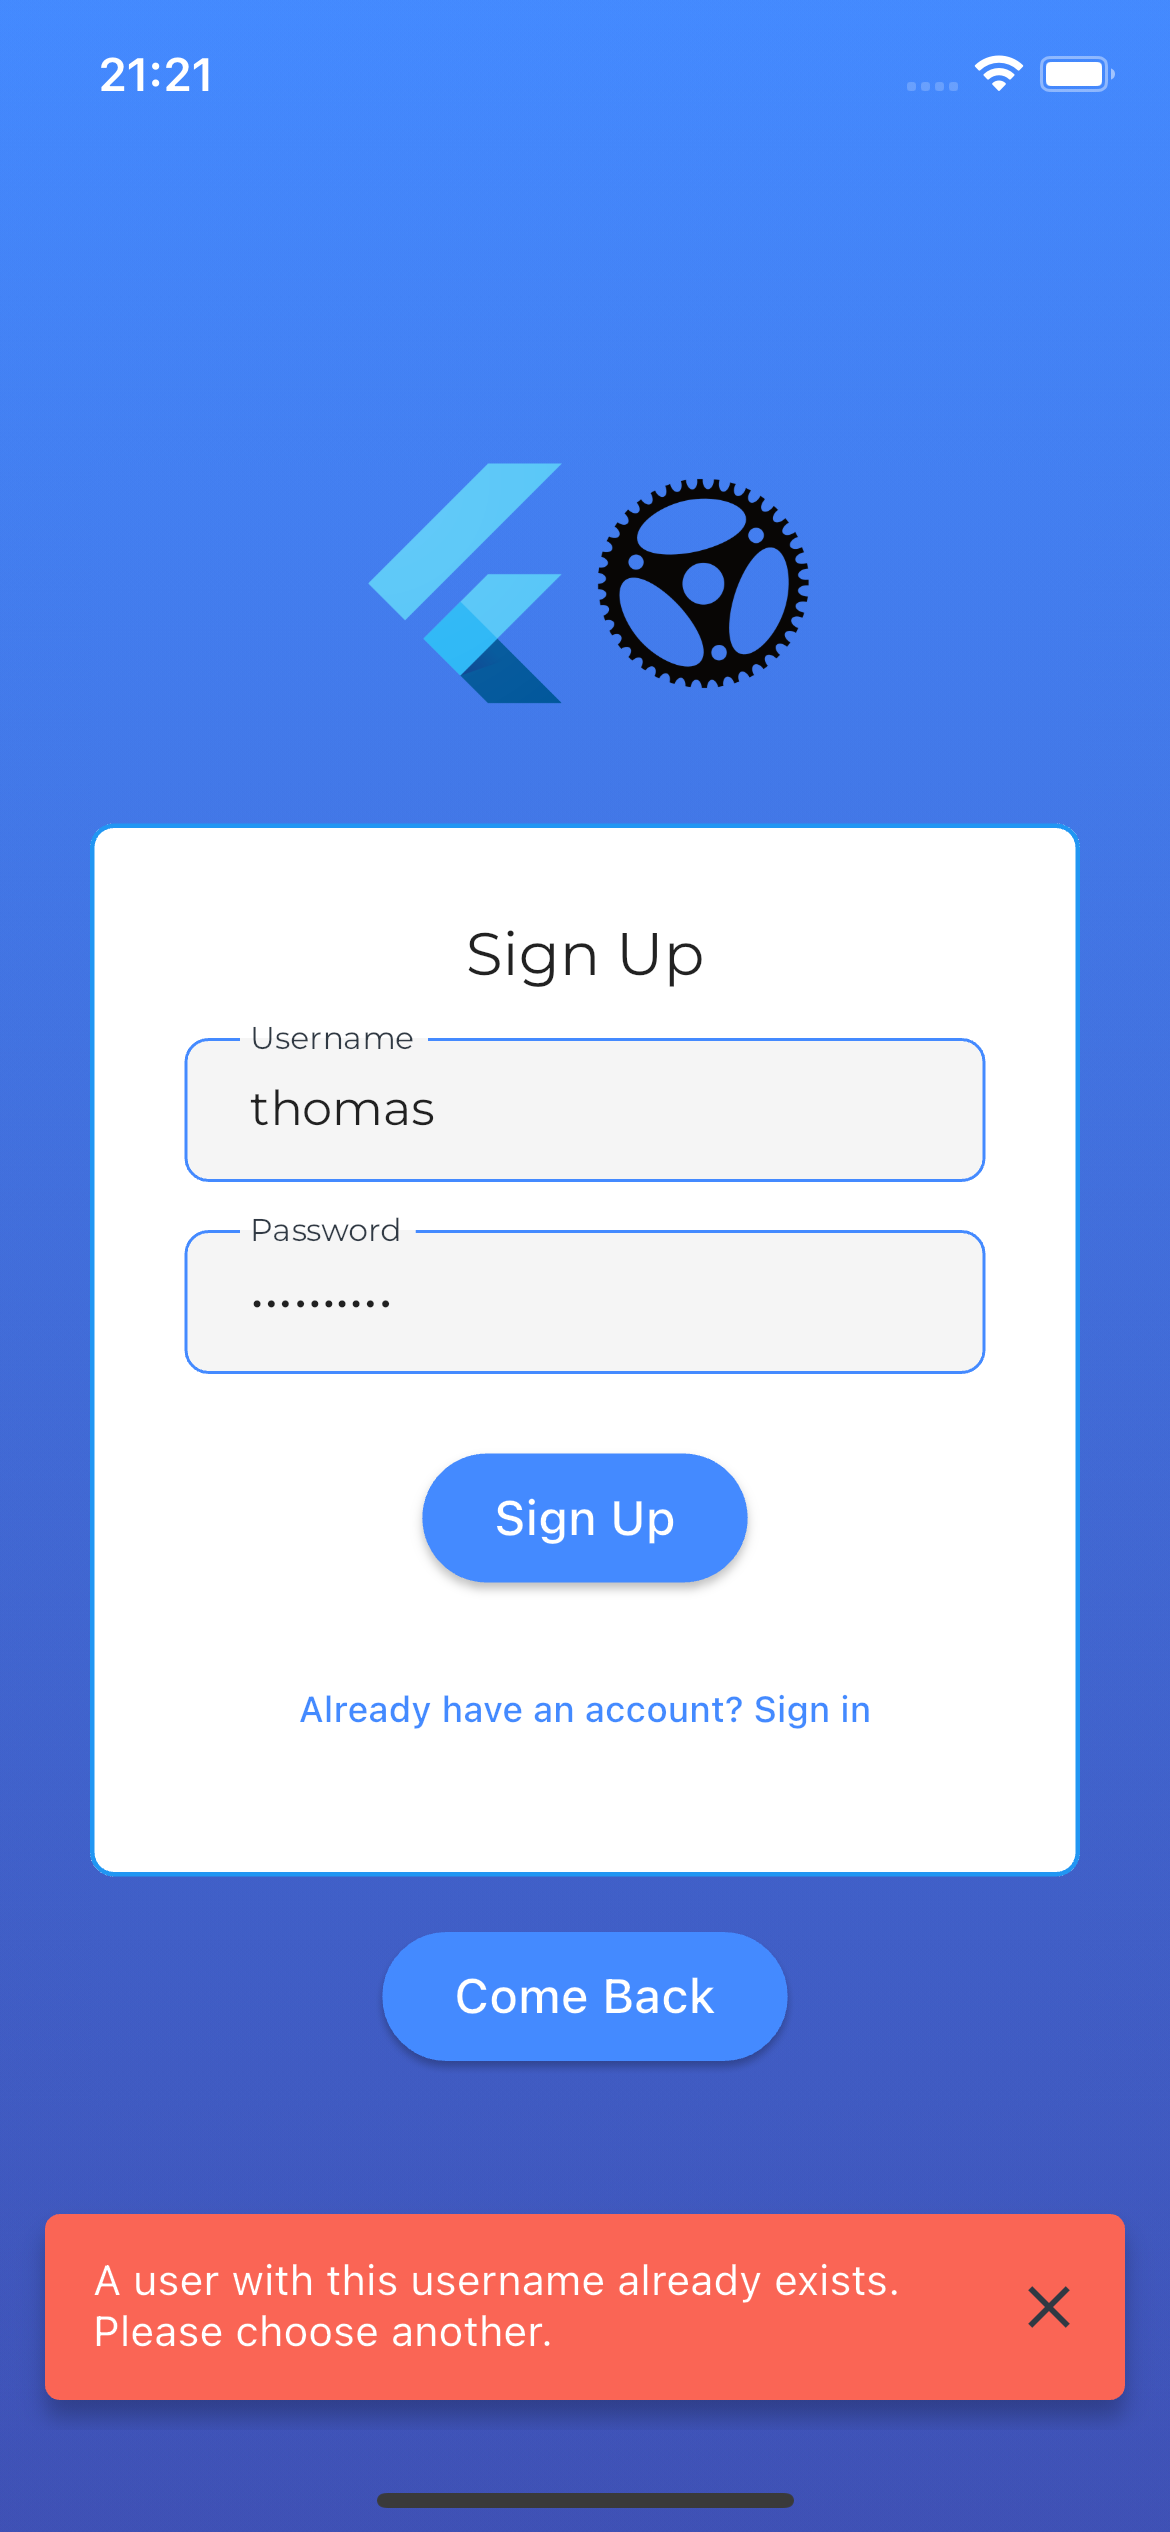 21:21
Sign Up
Username
thomas
Password
••••••••••
Sign Up
Already have an account? Sign in
Come Back
A user with this username already exists.
Please choose another.